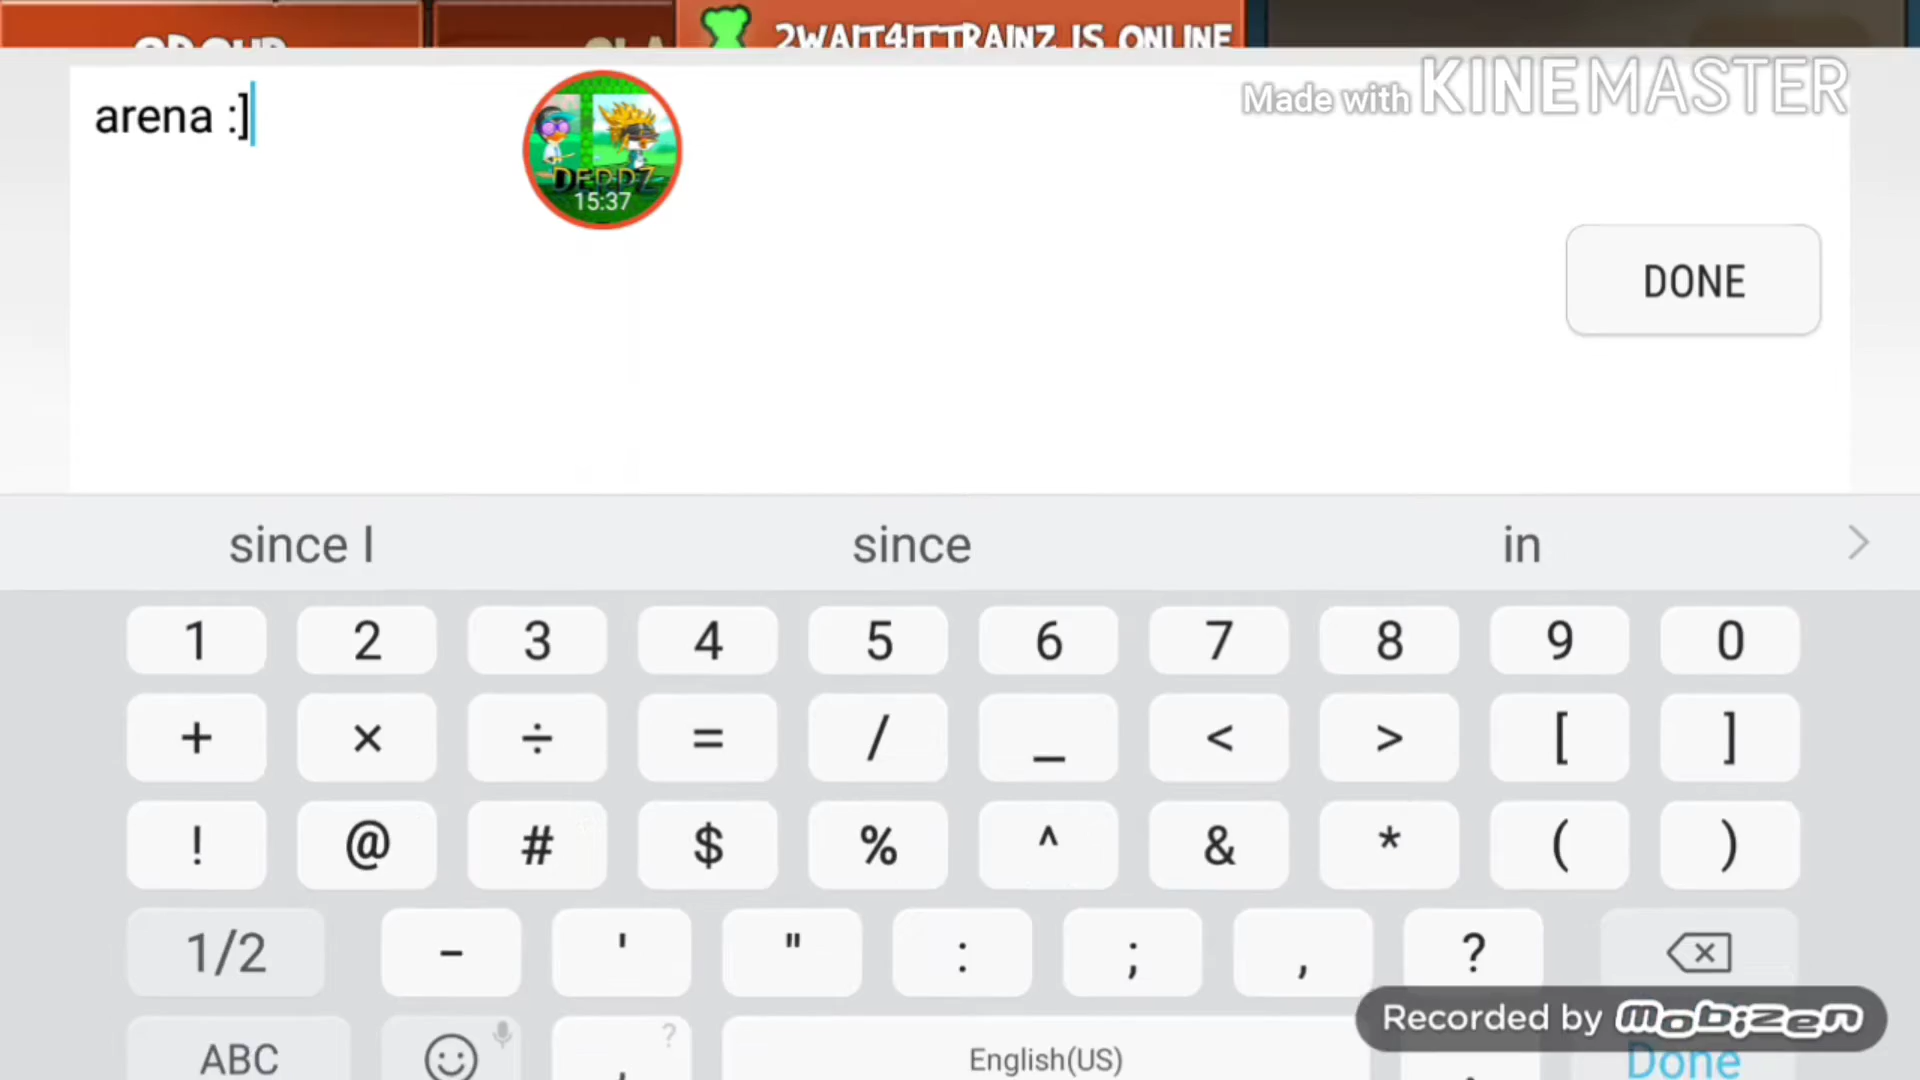 2WAIT4ITTRAINZ IS ONLINE
Made with KINEMASTER
arena :]
DERPZ
15:37
DONE
since I since in
1 2 3 4 5 6 7 8 9 0
+ × ÷ = / _ < > [ ]
! @ # $ % ^ & * ( )
1/2 - ' " : ; , ?
Recorded by mobizen
ABC , ? English(US) . Done